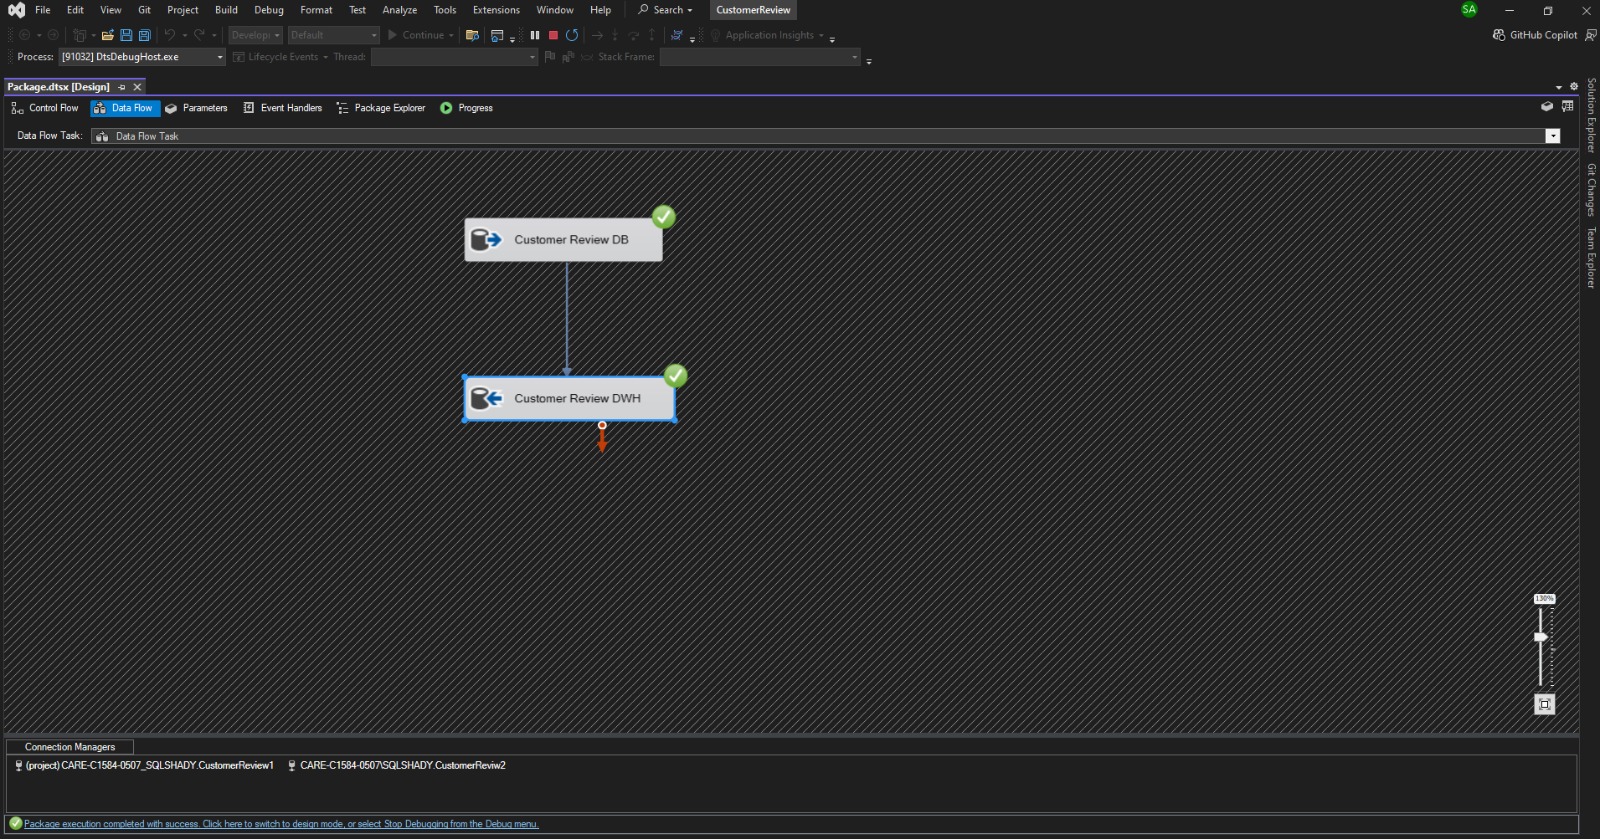 File Edit View Git Project Build Debug Format Test Analyze Tools Extensions Window Help Search CustomerReview SA
Developi Default Continue Application Insights GitHub Copilot
Process: [91032] DtsDebugHost.exe Lifecycle Events Thread: Stack Frame:
Package.dtsx [Design]
Control Flow Data Flow Parameters Event Handlers Package Explorer Progress
Data Flow Task: Data Flow Task
Solution Explorer
Git Changes
Team Explorer
Customer Review DB
Customer Review DWH
130%
Connection Managers
(project) CARE-C1584-0507_SQLSHADY.CustomerReview1 CARE-C1584-0507\SQLSHADY.CustomerReviw2
Package execution completed with success. Click here to switch to design mode, or select Stop Debugging from the Debug menu.